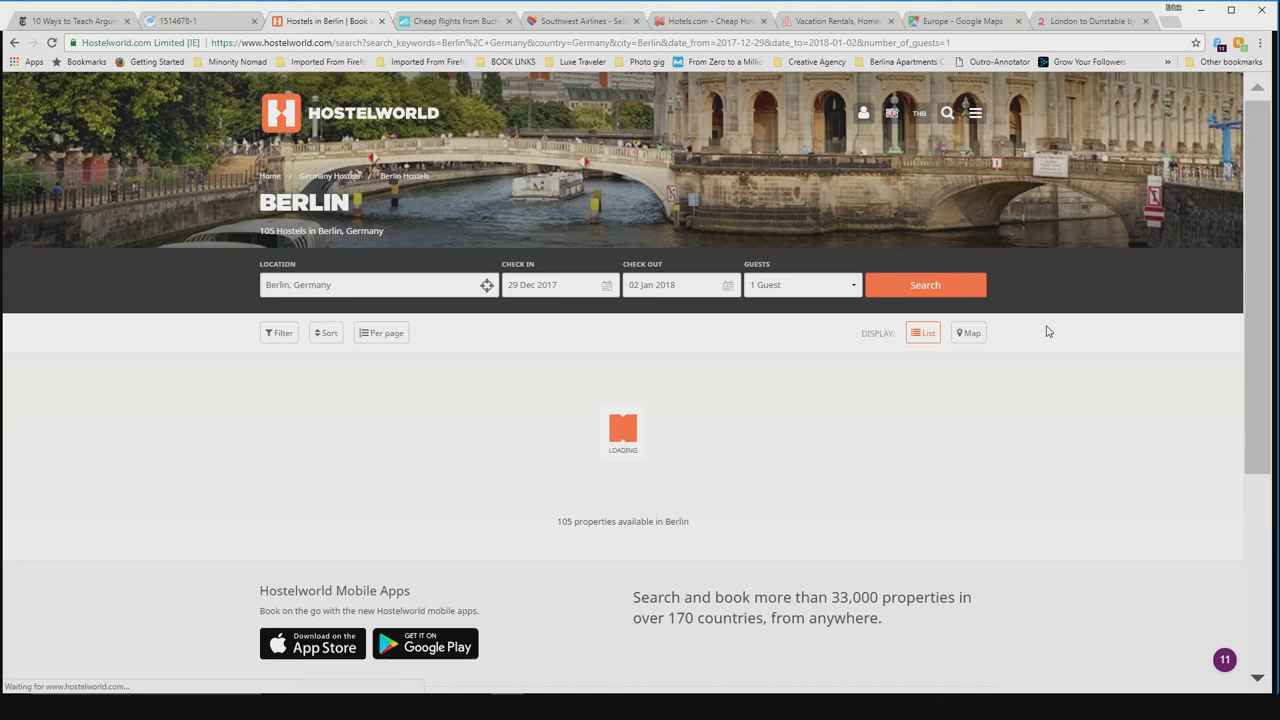 10 Ways to Teach Argum
1514678-1
Hostels in Berlin | Book a
Cheap flights from Buch
Southwest Airlines - Sele
Hotels.com - Cheap Hote
Vacation Rentals, Homes
Europe - Google Maps
London to Dunstable by
Hostelworld.com Limited [IE]
https://www.hostelworld.com/search?search_keywords=Berlin%2C+Germany&country=Germany&city=Berlin&date_from=2017-12-29&date_to=2018-01-02&number_of_guests=1
11
Apps
Bookmarks
Getting Started
Minority Nomad
Imported From Firefo
Imported From Firef
BOOK LINKS
Luxe Traveler
Photo gig
From Zero to a Millio
Creative Agency
Berlina Apartments C
Outro-Annotator
Grow Your Followers
»
Other bookmarks
HOSTELWORLD
THB
Home / Germany Hostels / Berlin Hostels
BERLIN
105 Hostels in Berlin, Germany
LOCATION
CHECK IN
CHECK OUT
GUESTS
Berlin, Germany
29 Dec 2017
02 Jan 2018
1 Guest
Search
Filter
Sort
Per page
DISPLAY:
List
Map
LOADING
105 properties available in Berlin
Hostelworld Mobile Apps
Book on the go with the new Hostelworld mobile apps.
Download on the
App Store
GET IT ON
Google Play
Search and book more than 33,000 properties in
over 170 countries, from anywhere.
11
Waiting for www.hostelworld.com...